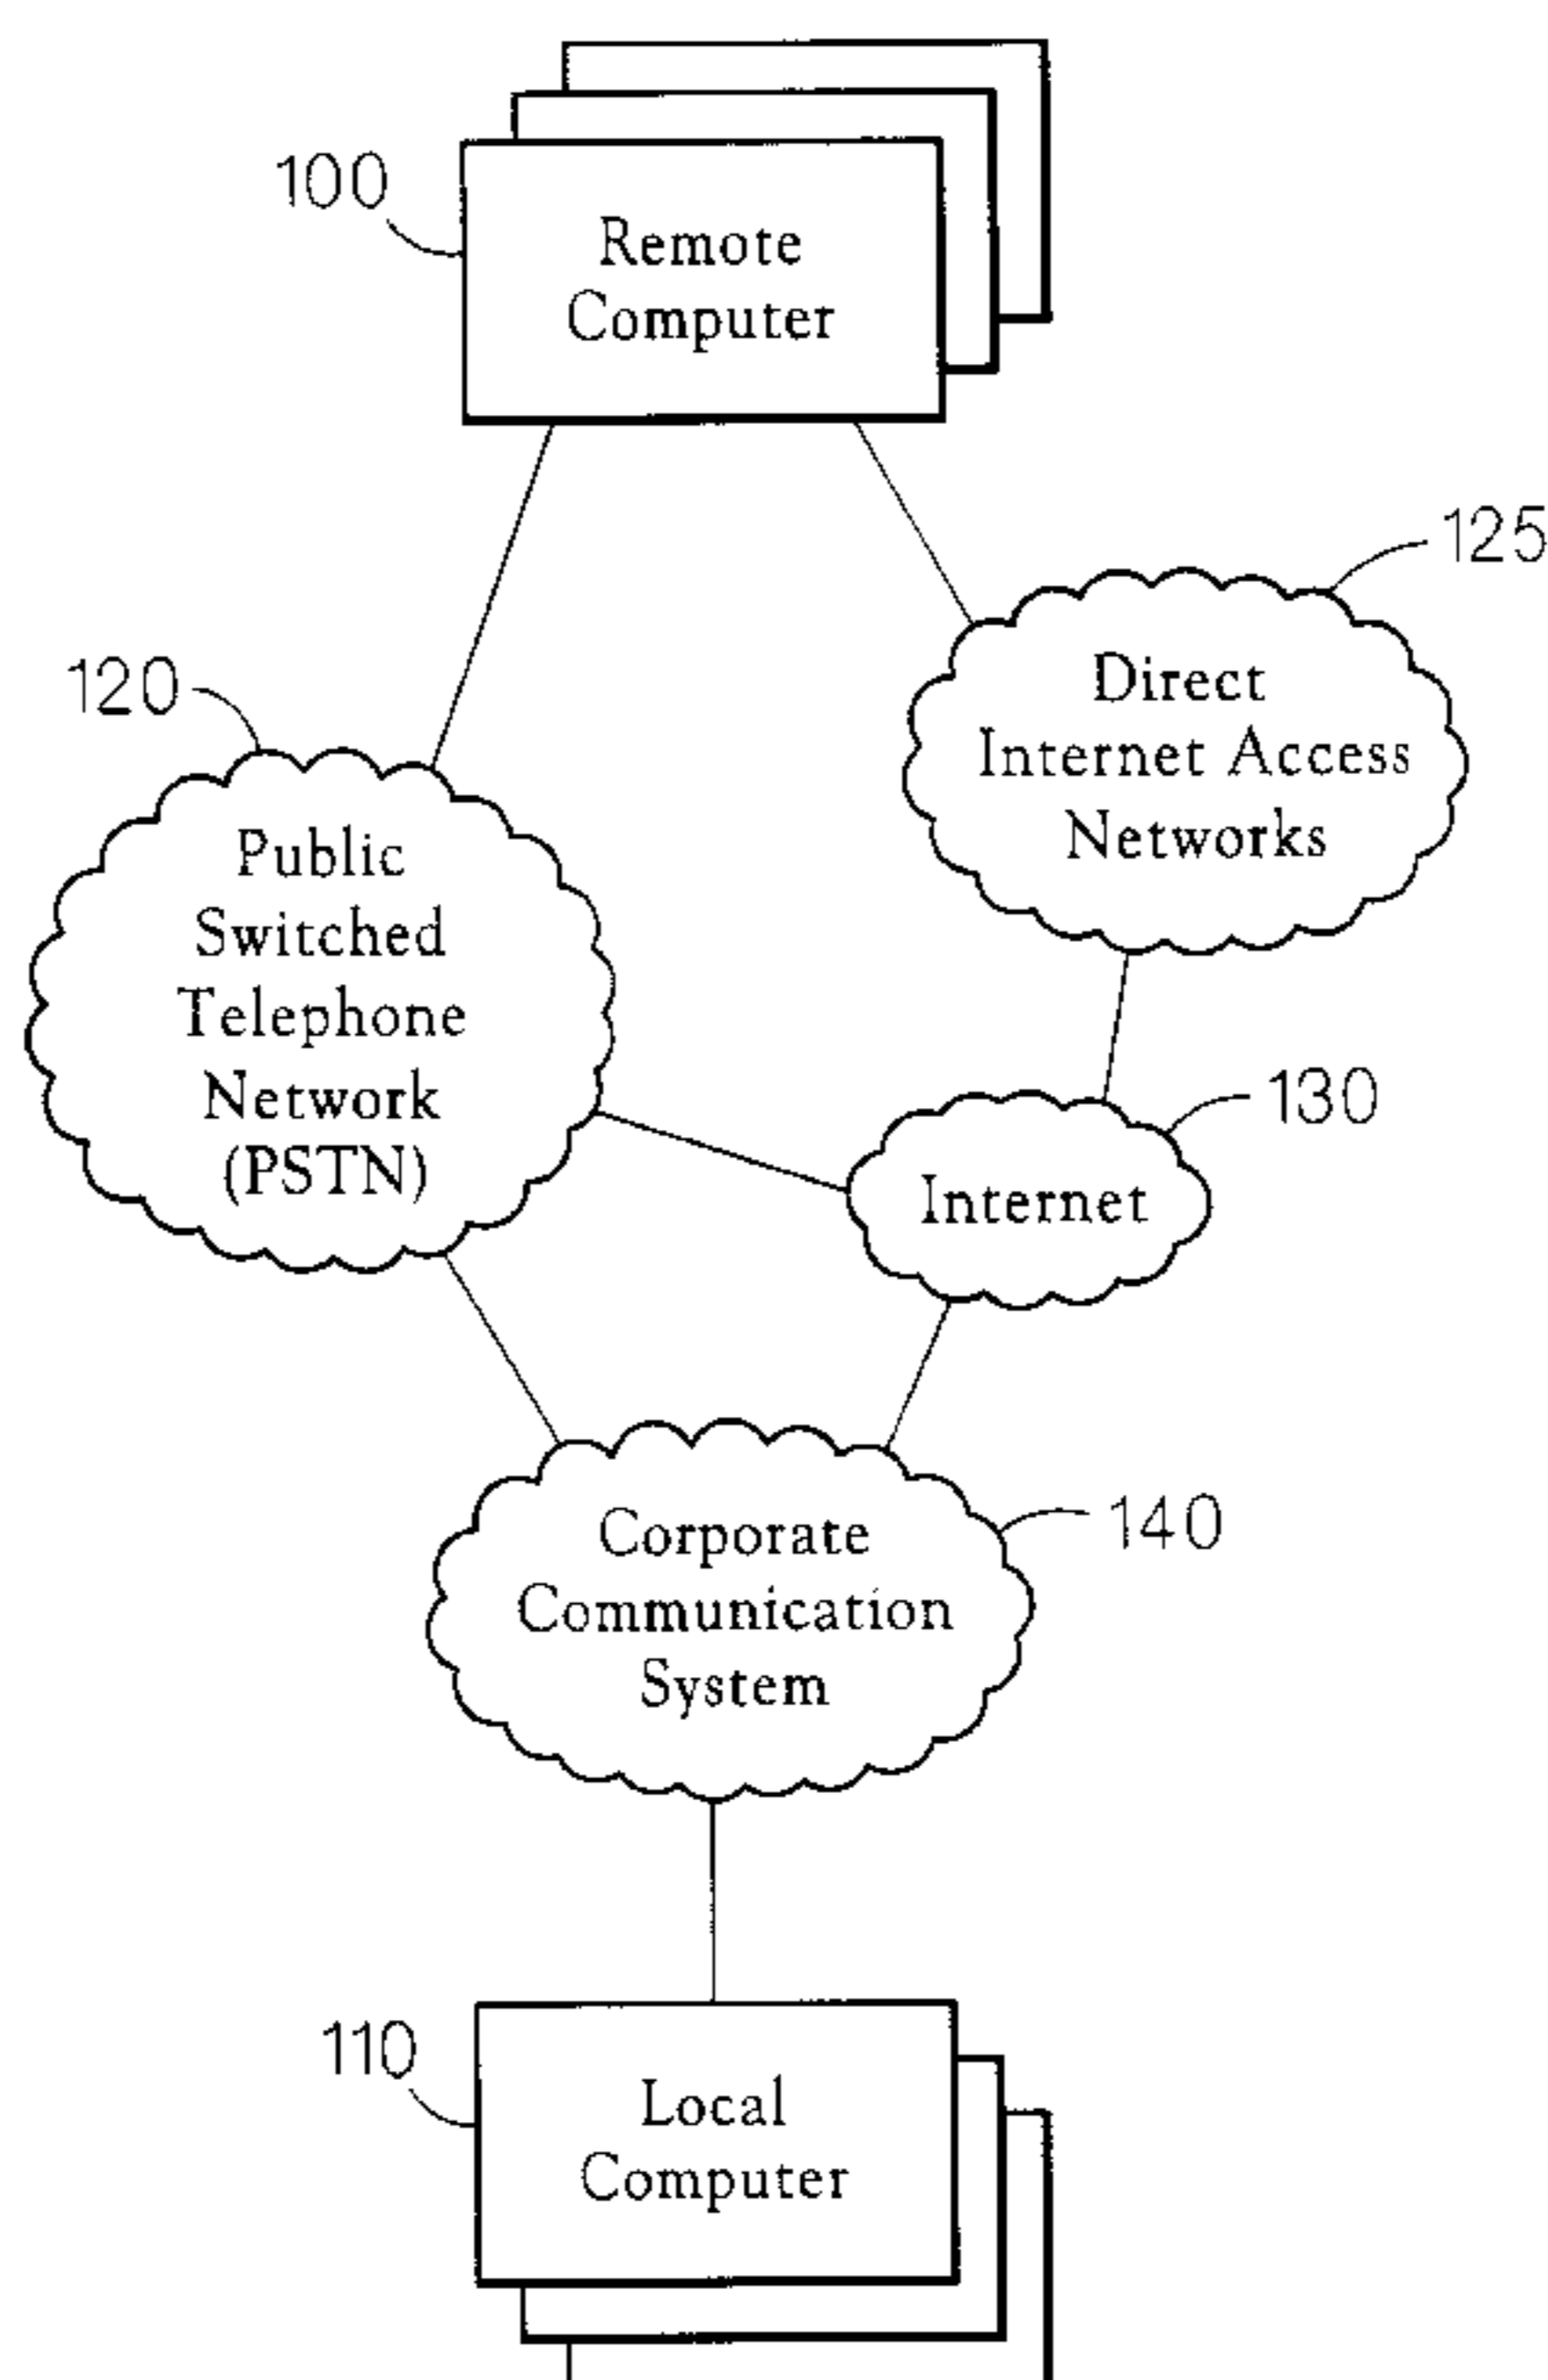 100
Remote
Computer
125
Direct
Internet Access
Networks
120
Public
Switched
Telephone
Network
(PSTN)
130
Internet
140
Corporate
Communication
System
110
Local
Computer